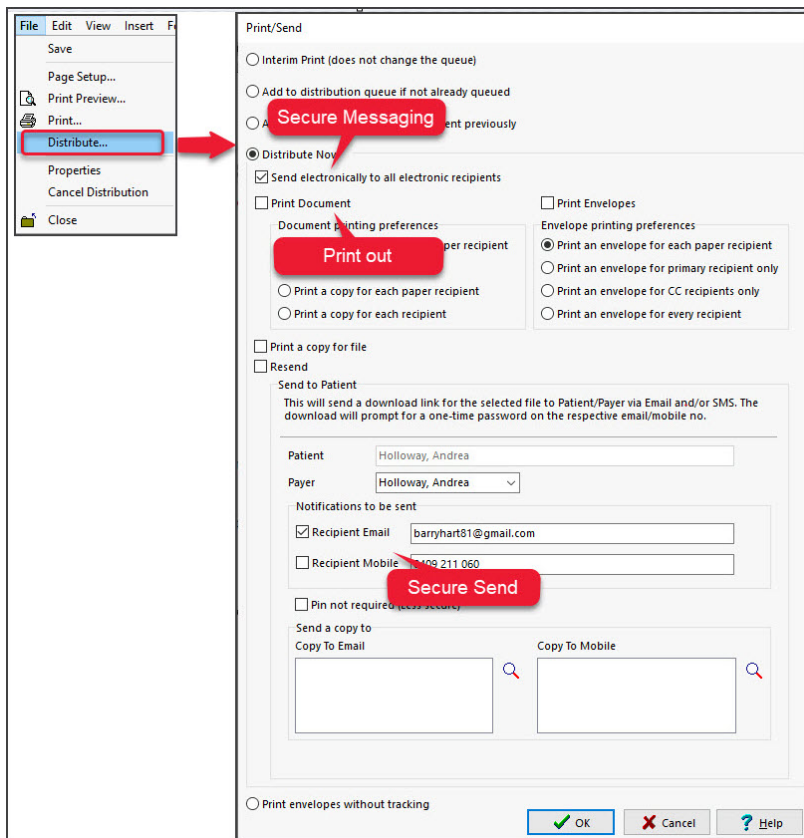 File Edit View Insert
Save
Page Setup...
Print Preview...
Print...
Distribute...
Properties
Cancel Distribution
Close
Print/Send
Interim Print (does not change the queue)
Add to distribution queue if not already queued
Secure Messaging
previously
Distribute Now
Send electronically to all electronic recipients
Print Document
Print Envelopes
Document printing preferences
Envelope printing preferences
recipient
Print out
Print an envelope for each paper recipient
Print an envelope for primary recipient only
Print a copy for each paper recipient
Print an envelope for CC recipients only
Print a copy for each recipient
Print an envelope for every recipient
Print a copy for file
Resend
Send to Patient
This will send a download link for the selected file to Patient/Payer via Email and/or SMS. The
download will prompt for a one-time password on the respective email/mobile no.
Patient
Holloway, Andrea
Payer
Holloway, Andrea
Notifications to be sent
Recipient Email
barryhart81@gmail.com
Recipient Mobile
211 060
Secure Send
Pin not required
Send a copy to
Copy To Email
Copy To Mobile
Print envelopes without tracking
OK
Cancel
Help